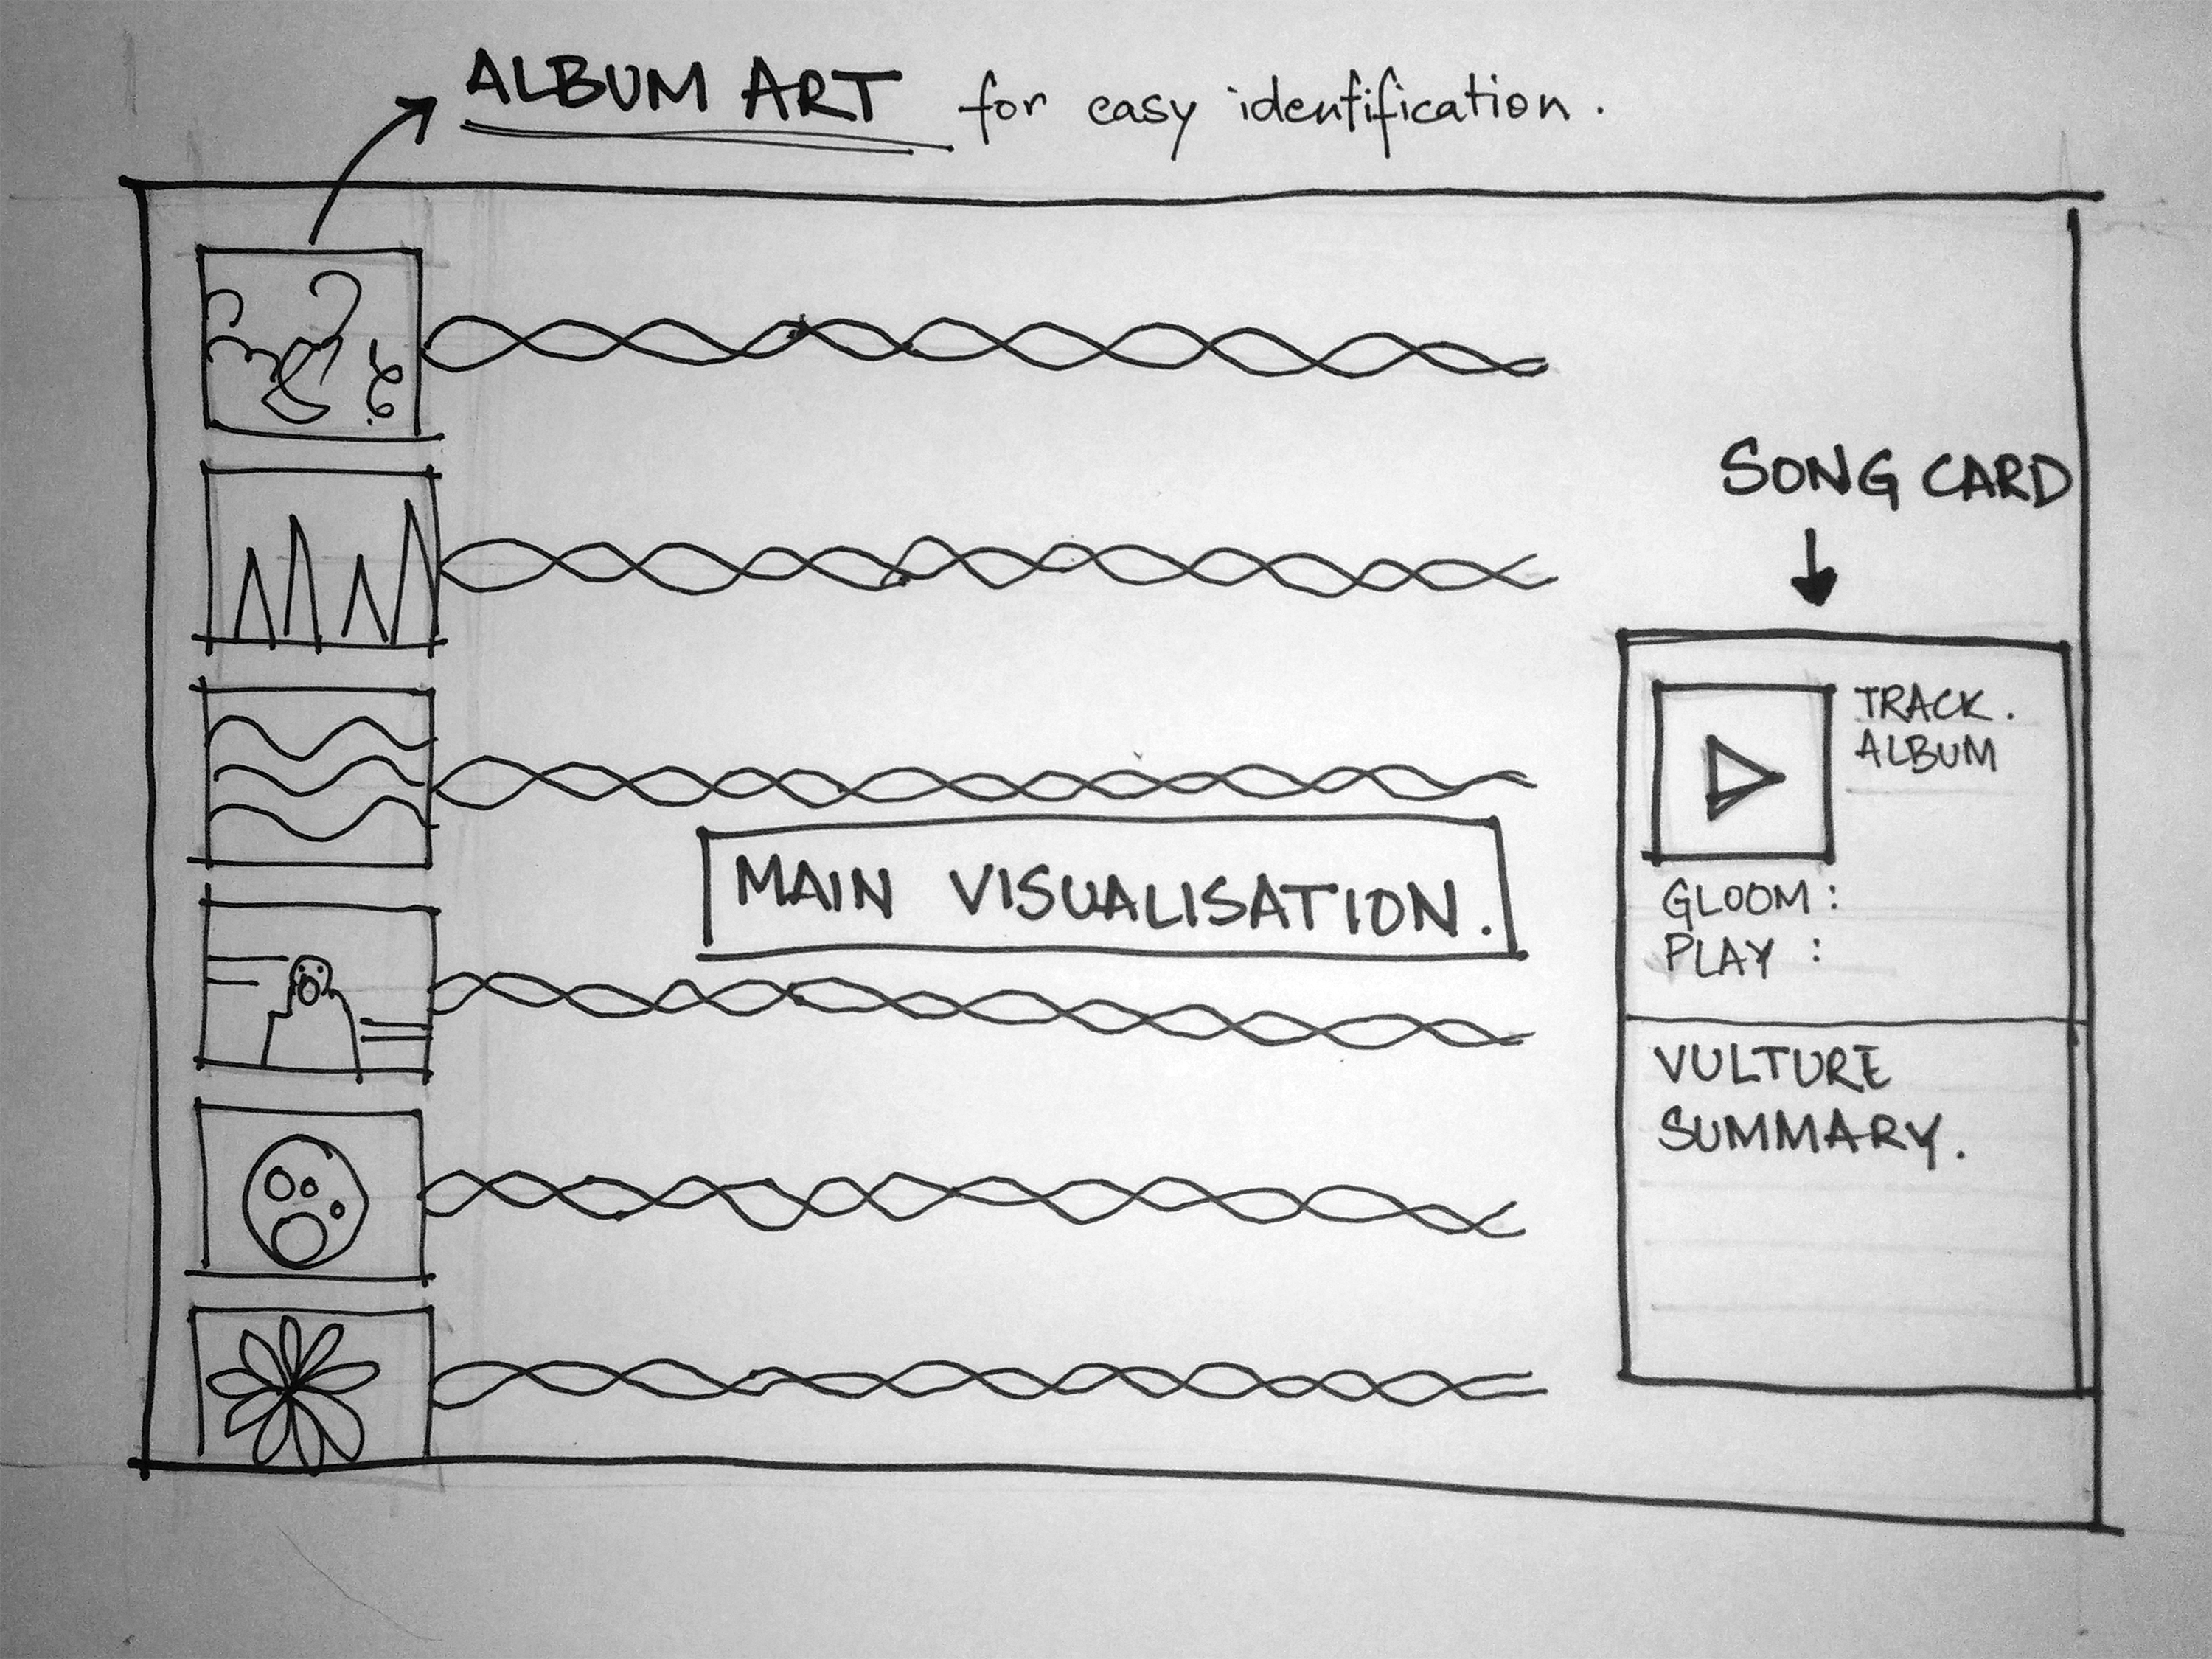 ALBUM ART for easy identification.
SONG CARD
TRACK.
ALBUM
MAIN VISUALISATION.
GLOOM:
PLAY :
VULTURE
SUMMARY.